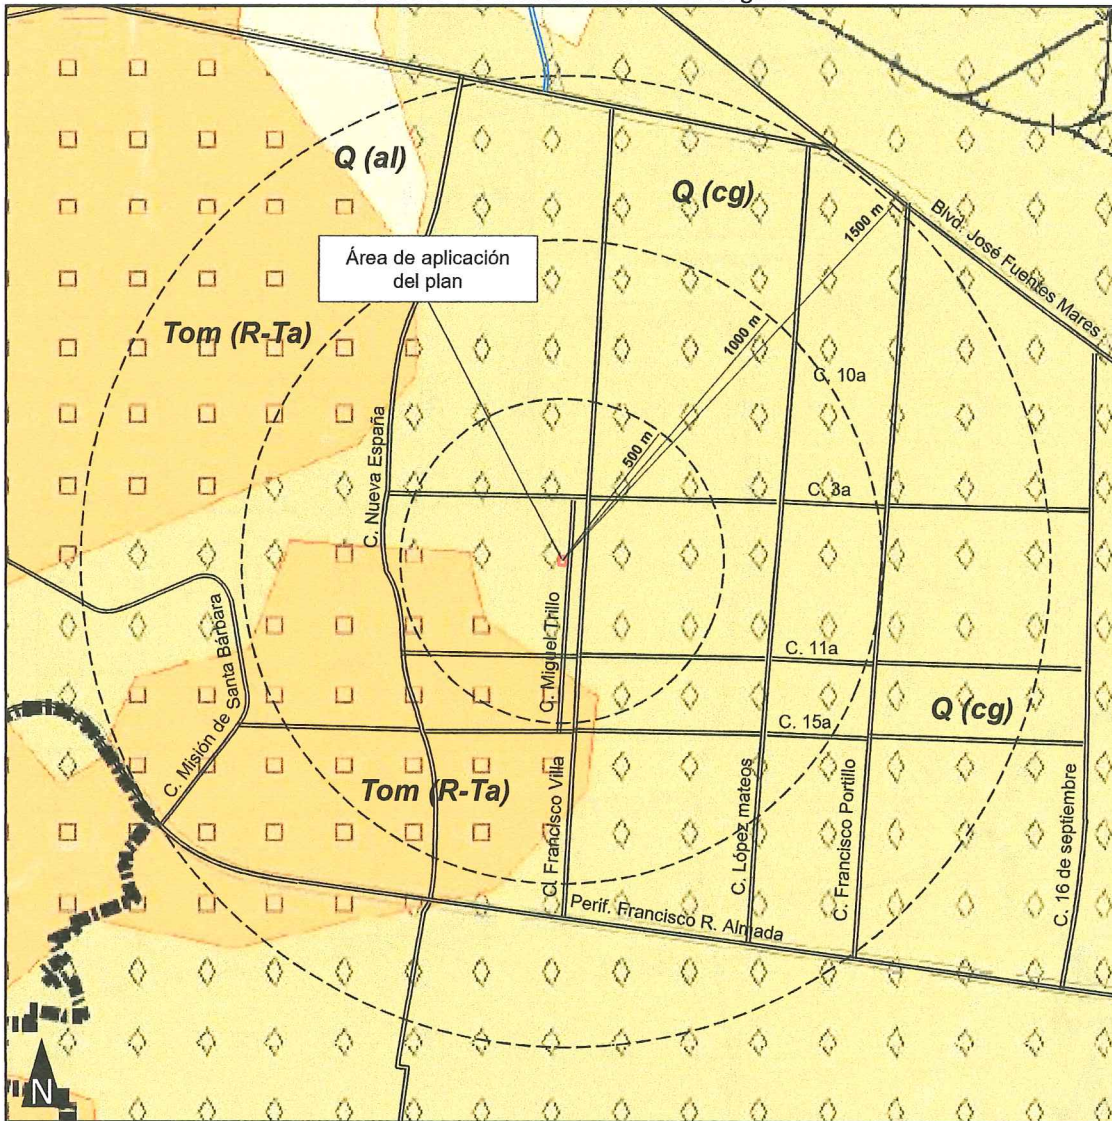 Q (al)
Q (cg)
1500 m
Blvd. José Fuentes Mares
Área de aplicación
del plan
Tom (R-Ta)
1000 m
C. 10a
C. Nueva España
500 m
C. 3a
C. Misión de Santa Bárbara
C. Miguel Trillo
C. 11a
Q (cg)
C. 15a
Tom (R-Ta)
C. Francisco Villa
C. López mateos
C. Francisco Portillo
C. 16 de septiembre
Perif. Francisco R. Almada
N